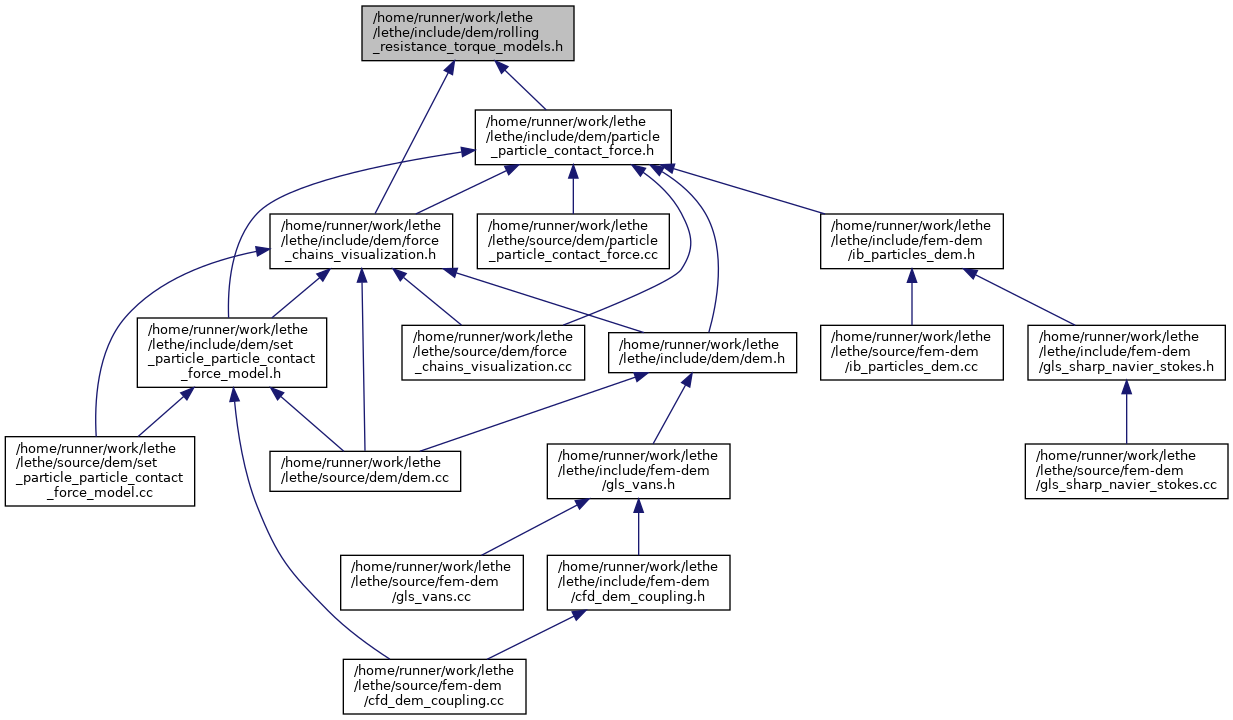 /home/runner/work/lethe
/lethe/include/dem/rolling
_resistance_torque_models.h
/home/runner/work/lethe
/lethe/include/dem/particle
_particle_contact_force.h
/home/runner/work/lethe
/lethe/include/dem/force
_chains_visualization.h
/home/runner/work/lethe
/lethe/source/dem/particle
_particle_contact_force.cc
/home/runner/work/lethe
/lethe/include/fem-dem
/ib_particles_dem.h
/home/runner/work/lethe
/lethe/include/dem/set
_particle_particle_contact
_force_model.h
/home/runner/work/lethe
/lethe/source/dem/force
_chains_visualization.cc
/home/runner/work/lethe
/lethe/include/dem/dem.h
/home/runner/work/lethe
/lethe/source/fem-dem
/ib_particles_dem.cc
/home/runner/work/lethe
/lethe/include/fem-dem
/gls_sharp_navier_stokes.h
/home/runner/work/lethe
/lethe/source/dem/set
_particle_particle_contact
_force_model.cc
/home/runner/work/lethe
/lethe/source/dem/dem.cc
/home/runner/work/lethe
/lethe/include/fem-dem
/gls_vans.h
/home/runner/work/lethe
/lethe/source/fem-dem
/gls_sharp_navier_stokes.cc
/home/runner/work/lethe
/lethe/source/fem-dem
/gls_vans.cc
/home/runner/work/lethe
/lethe/include/fem-dem
/cfd_dem_coupling.h
/home/runner/work/lethe
/lethe/source/fem-dem
/cfd_dem_coupling.cc